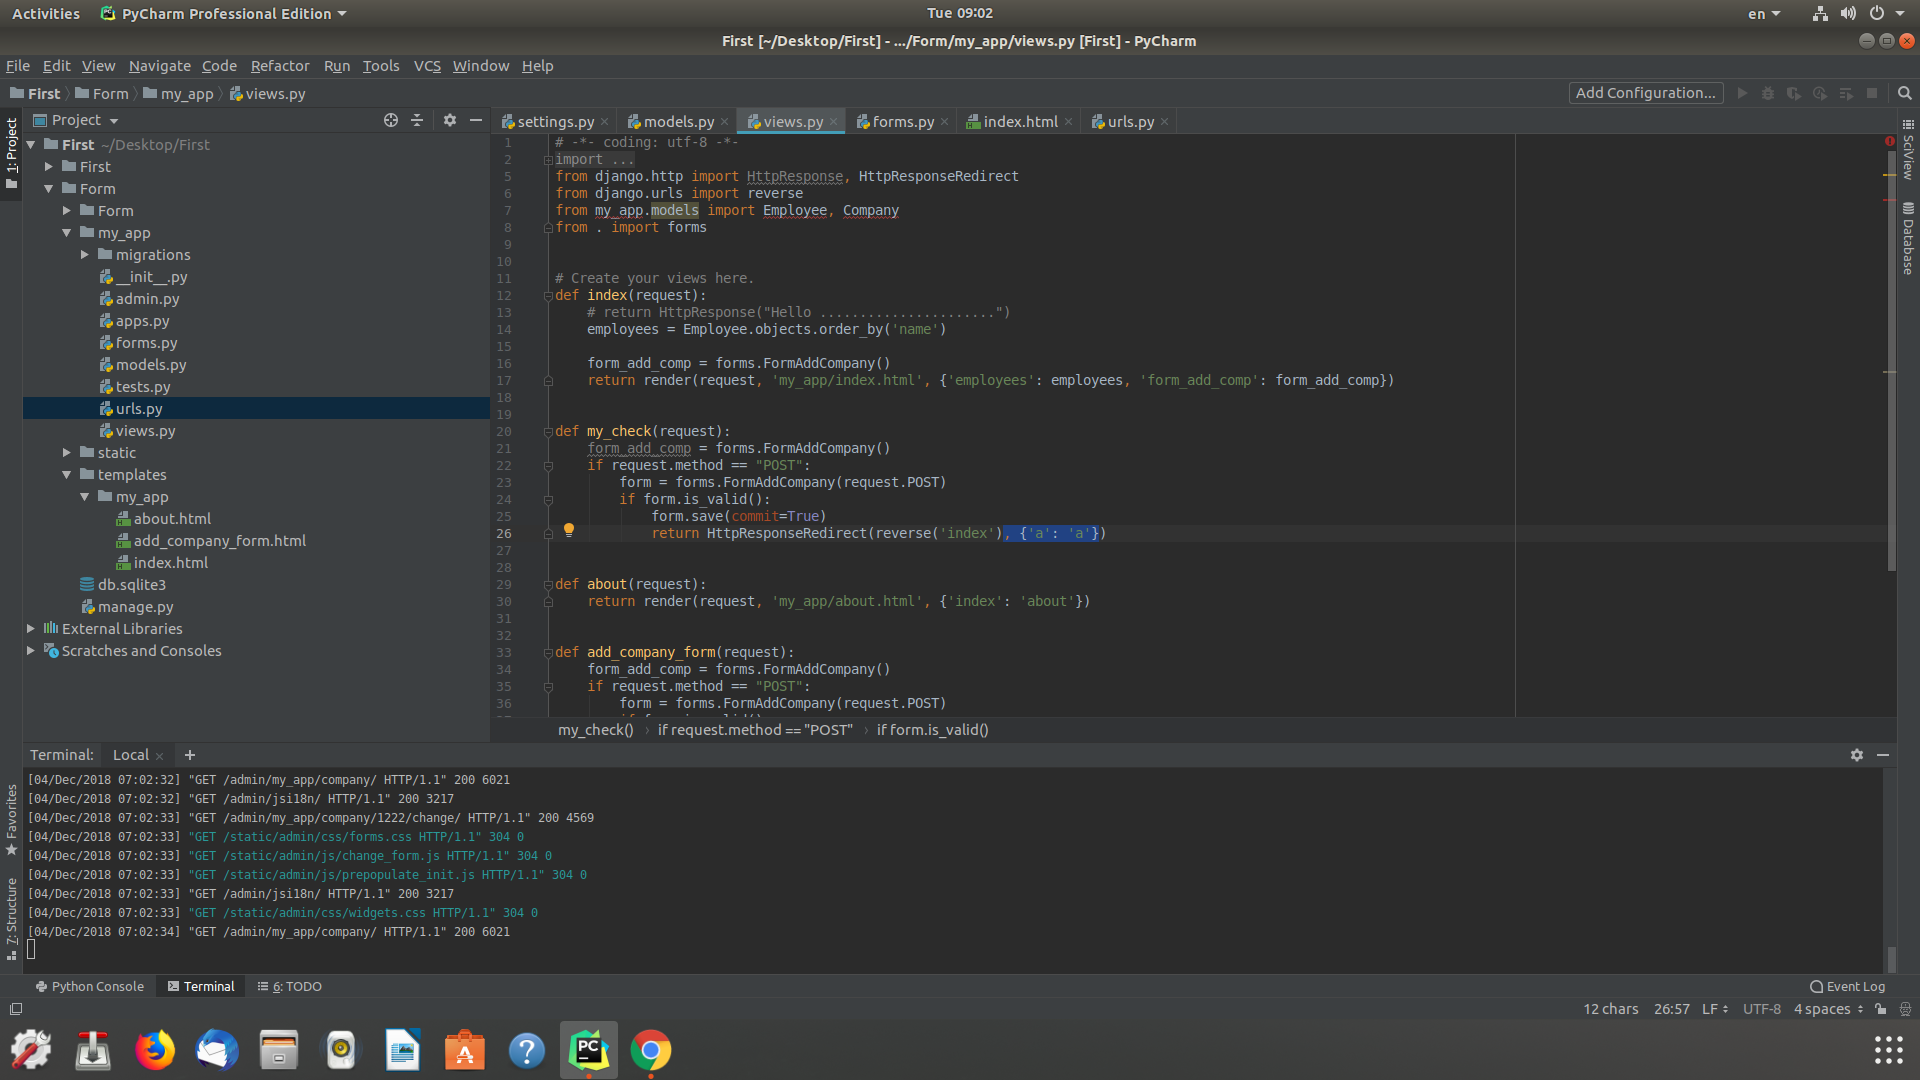 Activities PyCharm Professional Edition Tue 09:02 en
First [~/Desktop/First] - .../Form/my_app/views.py [First] - PyCharm
File Edit View Navigate Code Refactor Run Tools VCS Window Help
First Form my_app views.py Add Configuration...
1: Project
Project
First ~/Desktop/First
First
Form
Form
my_app
migrations
__init__.py
admin.py
apps.py
forms.py
models.py
tests.py
urls.py
views.py
static
templates
my_app
about.html
add_company_form.html
index.html
db.sqlite3
manage.py
External Libraries
Scratches and Consoles
settings.py models.py views.py forms.py index.html urls.py
1 # -*- coding: utf-8 -*-
2 import ...
5 from django.http import HttpResponse, HttpResponseRedirect
6 from django.urls import reverse
7 from my_app.models import Employee, Company
8 from . import forms
9
10
11 # Create your views here.
12 def index(request):
13 # return HttpResponse("Hello ......................")
14 employees = Employee.objects.order_by('name')
15
16 form_add_comp = forms.FormAddCompany()
17 return render(request, 'my_app/index.html', {'employees': employees, 'form_add_comp': form_add_comp})
18
19
20 def my_check(request):
21 form_add_comp = forms.FormAddCompany()
22 if request.method == "POST":
23 form = forms.FormAddCompany(request.POST)
24 if form.is_valid():
25 form.save(commit=True)
26 return HttpResponseRedirect(reverse('index'), {'a': 'a'})
27
28
29 def about(request):
30 return render(request, 'my_app/about.html', {'index': 'about'})
31
32
33 def add_company_form(request):
34 form_add_comp = forms.FormAddCompany()
35 if request.method == "POST":
36 form = forms.FormAddCompany(request.POST)
my_check() if request.method == "POST" if form.is_valid()
SciView
Database
Terminal: Local
[04/Dec/2018 07:02:32] "GET /admin/my_app/company/ HTTP/1.1" 200 6021
[04/Dec/2018 07:02:32] "GET /admin/jsi18n/ HTTP/1.1" 200 3217
[04/Dec/2018 07:02:33] "GET /admin/my_app/company/1222/change/ HTTP/1.1" 200 4569
[04/Dec/2018 07:02:33] "GET /static/admin/css/forms.css HTTP/1.1" 304 0
[04/Dec/2018 07:02:33] "GET /static/admin/js/change_form.js HTTP/1.1" 304 0
[04/Dec/2018 07:02:33] "GET /static/admin/js/prepopulate_init.js HTTP/1.1" 304 0
[04/Dec/2018 07:02:33] "GET /admin/jsi18n/ HTTP/1.1" 200 3217
[04/Dec/2018 07:02:33] "GET /static/admin/css/widgets.css HTTP/1.1" 304 0
[04/Dec/2018 07:02:34] "GET /admin/my_app/company/ HTTP/1.1" 200 6021
Favorites
7: Structure
Python Console Terminal 6: TODO Event Log
12 chars 26:57 LF UTF-8 4 spaces
PC